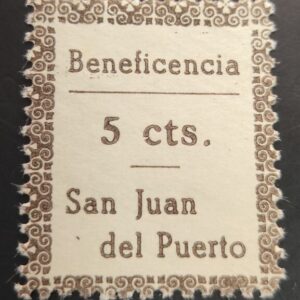 Beneficencia
5 cts.
San Juan
del Puerto